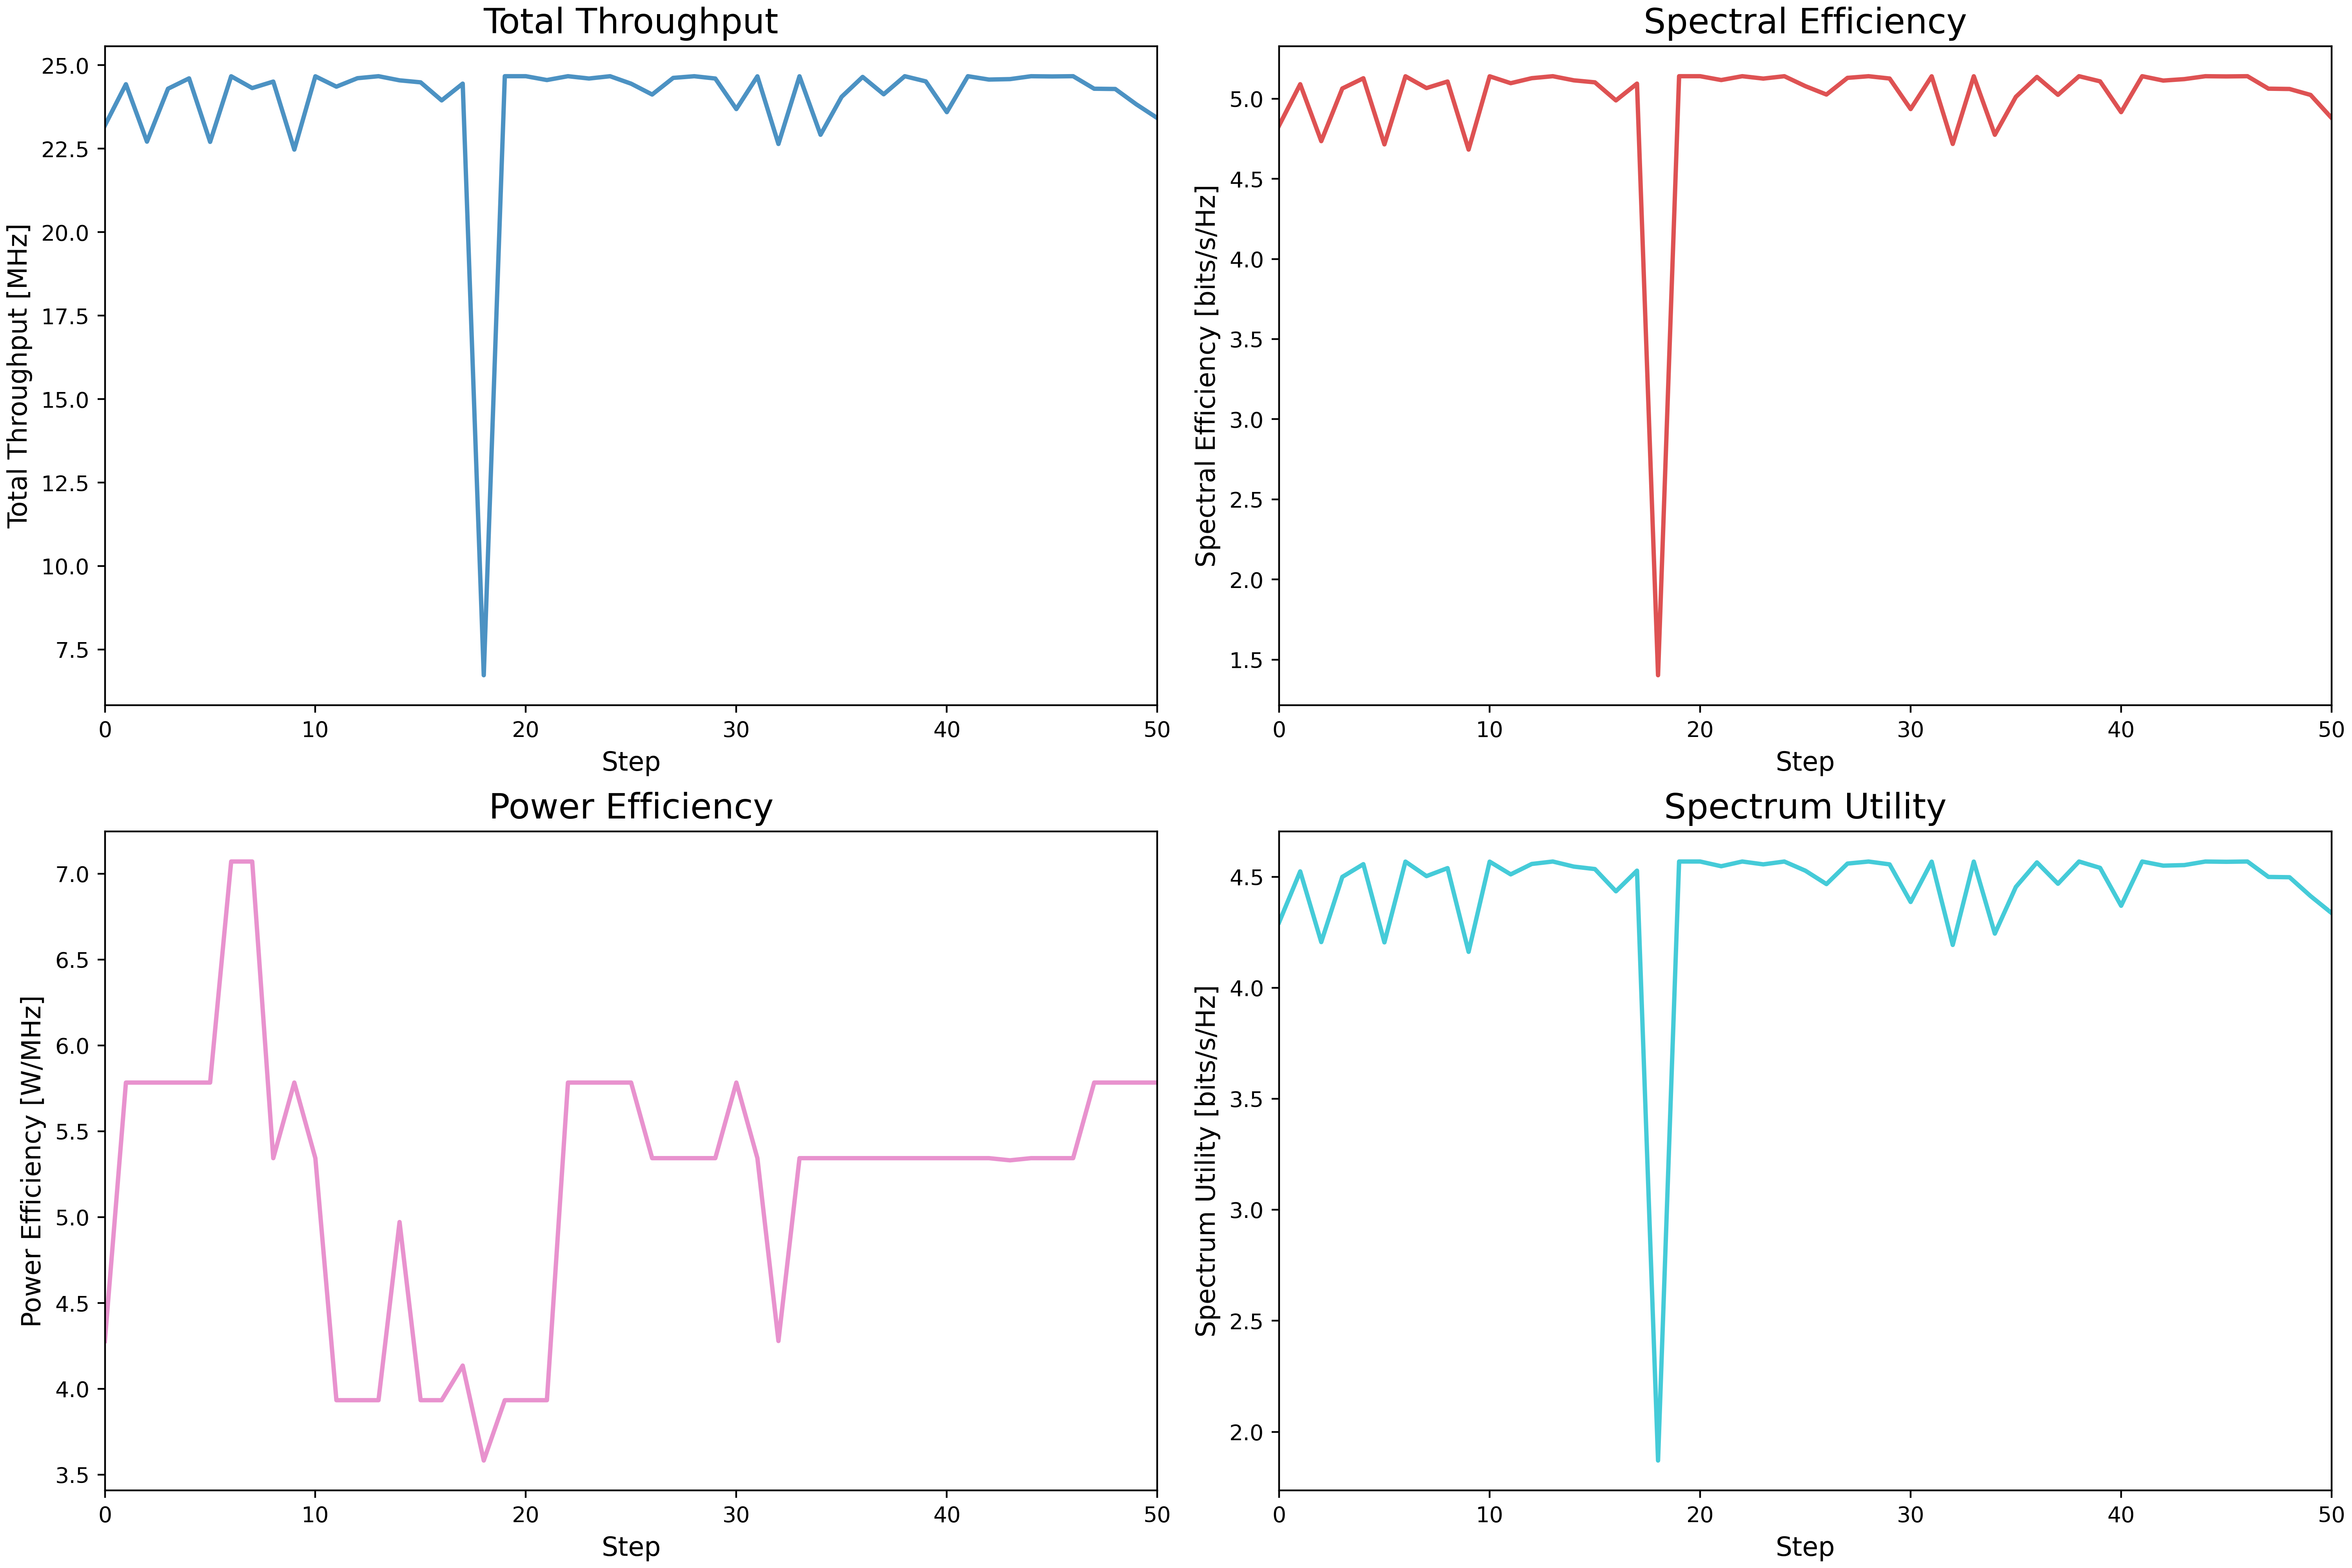 Total Throughput
Total Throughput [MHz]
25.0
22.5
20.0
17.5
15.0
12.5
10.0
7.5
0 10 20 30 40 50
Step
Spectral Efficiency
Spectral Efficiency [bits/s/Hz]
5.0
4.5
4.0
3.5
3.0
2.5
2.0
1.5
0 10 20 30 40 50
Step
Power Efficiency
Power Efficiency [W/MHz]
7.0
6.5
6.0
5.5
5.0
4.5
4.0
3.5
0 10 20 30 40 50
Step
Spectrum Utility
Spectrum Utility [bits/s/Hz]
4.5
4.0
3.5
3.0
2.5
2.0
0 10 20 30 40 50
Step